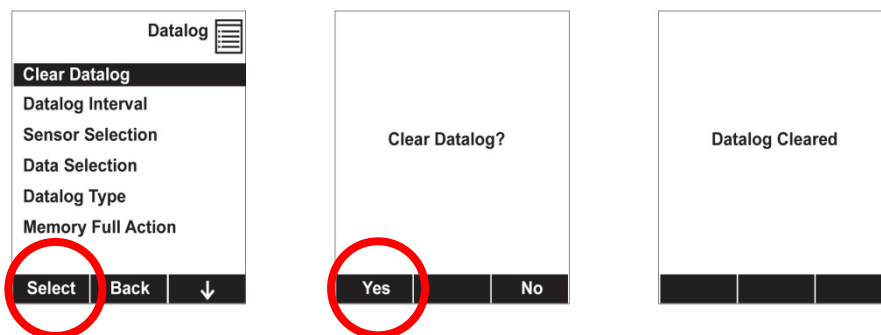 Datalog
Clear Datalog
Datalog Interval
Sensor Selection
Data Selection
Datalog Type
Memory Full Action
Select Back ↓
Clear Datalog?
Yes No
Datalog Cleared